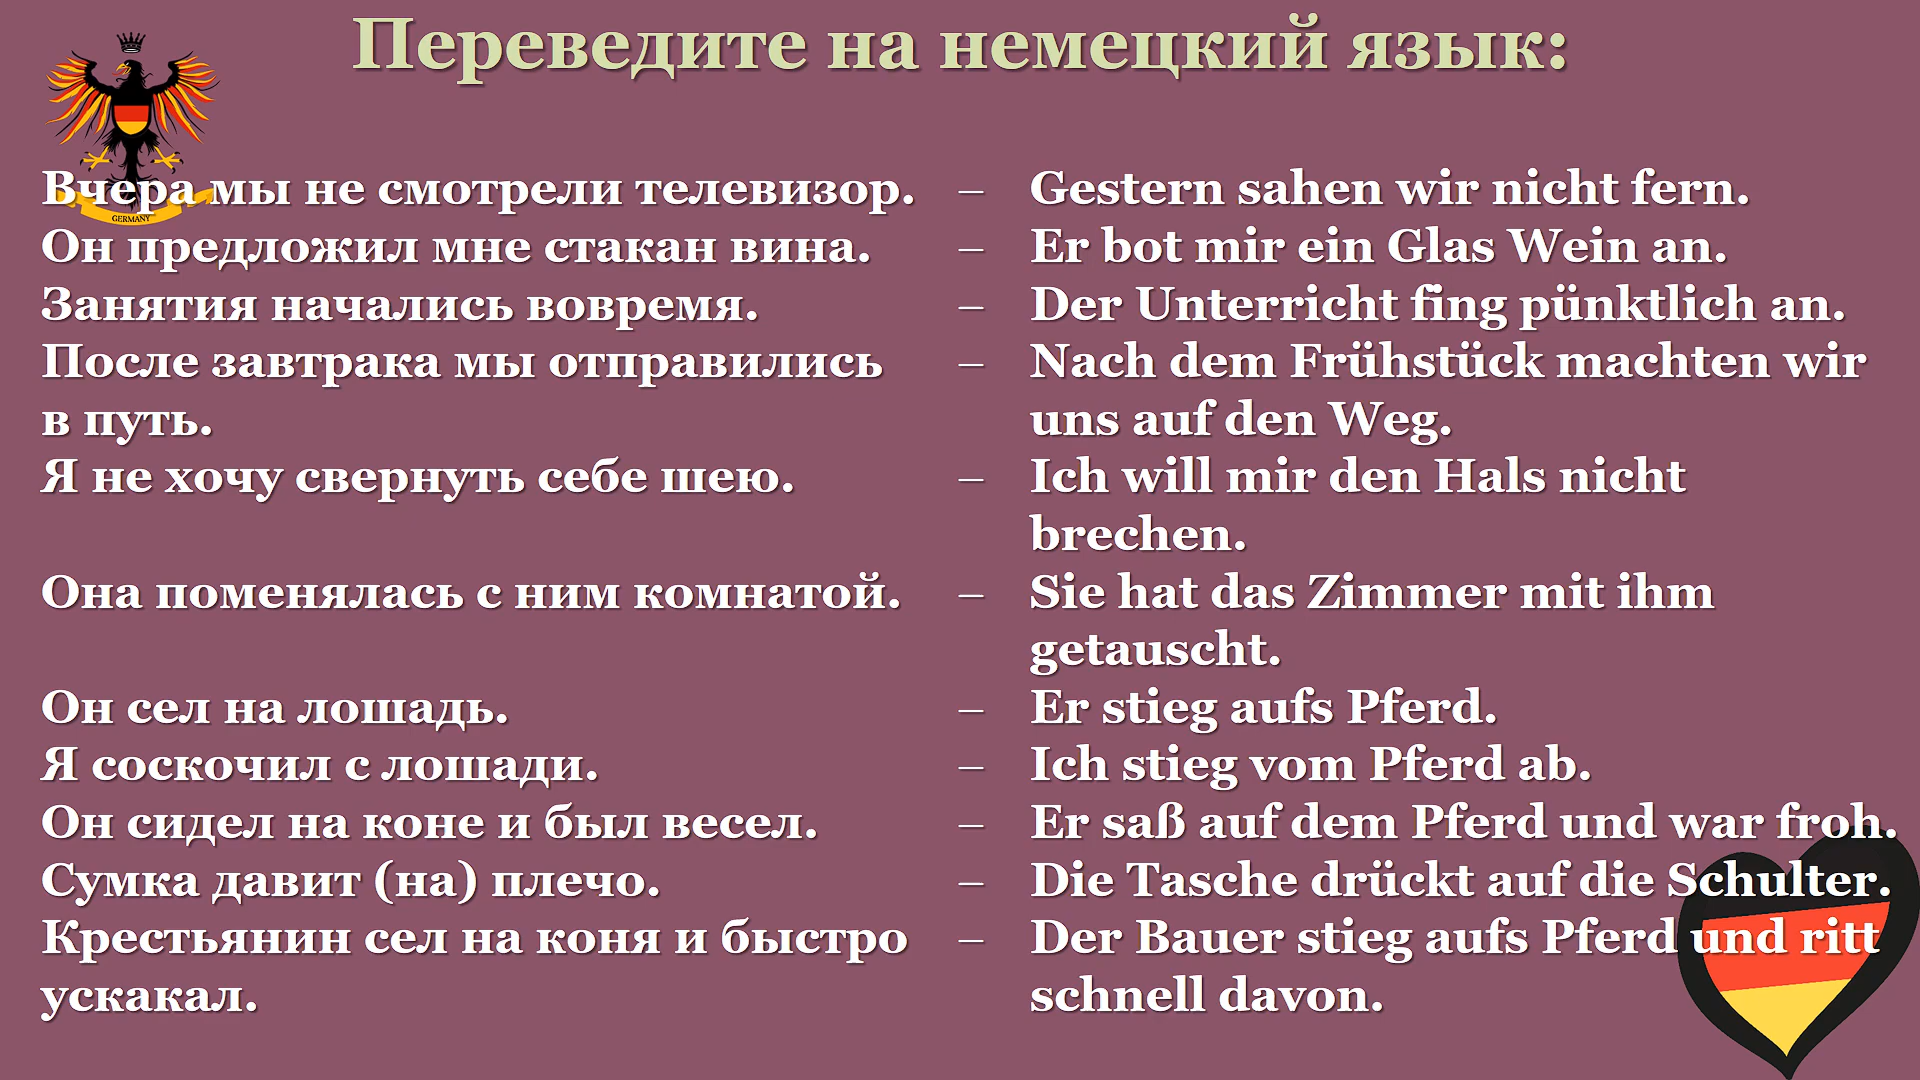 Переведите на немецкий язык:
GERMANY
Вчера мы не смотрели телевизор. – Gestern sahen wir nicht fern.
Он предложил мне стакан вина. – Er bot mir ein Glas Wein an.
Занятия начались вовремя. – Der Unterricht fing pünktlich an.
После завтрака мы отправились – Nach dem Frühstück machten wir
в путь. uns auf den Weg.
Я не хочу свернуть себе шею. – Ich will mir den Hals nicht
brechen.
Она поменялась с ним комнатой. – Sie hat das Zimmer mit ihm
getauscht.
Он сел на лошадь. – Er stieg aufs Pferd.
Я соскочил с лошади. – Ich stieg vom Pferd ab.
Он сидел на коне и был весел. – Er saß auf dem Pferd und war froh.
Сумка давит (на) плечо. – Die Tasche drückt auf die Schulter.
Крестьянин сел на коня и быстро – Der Bauer stieg aufs Pferd und ritt
ускакал. schnell davon.